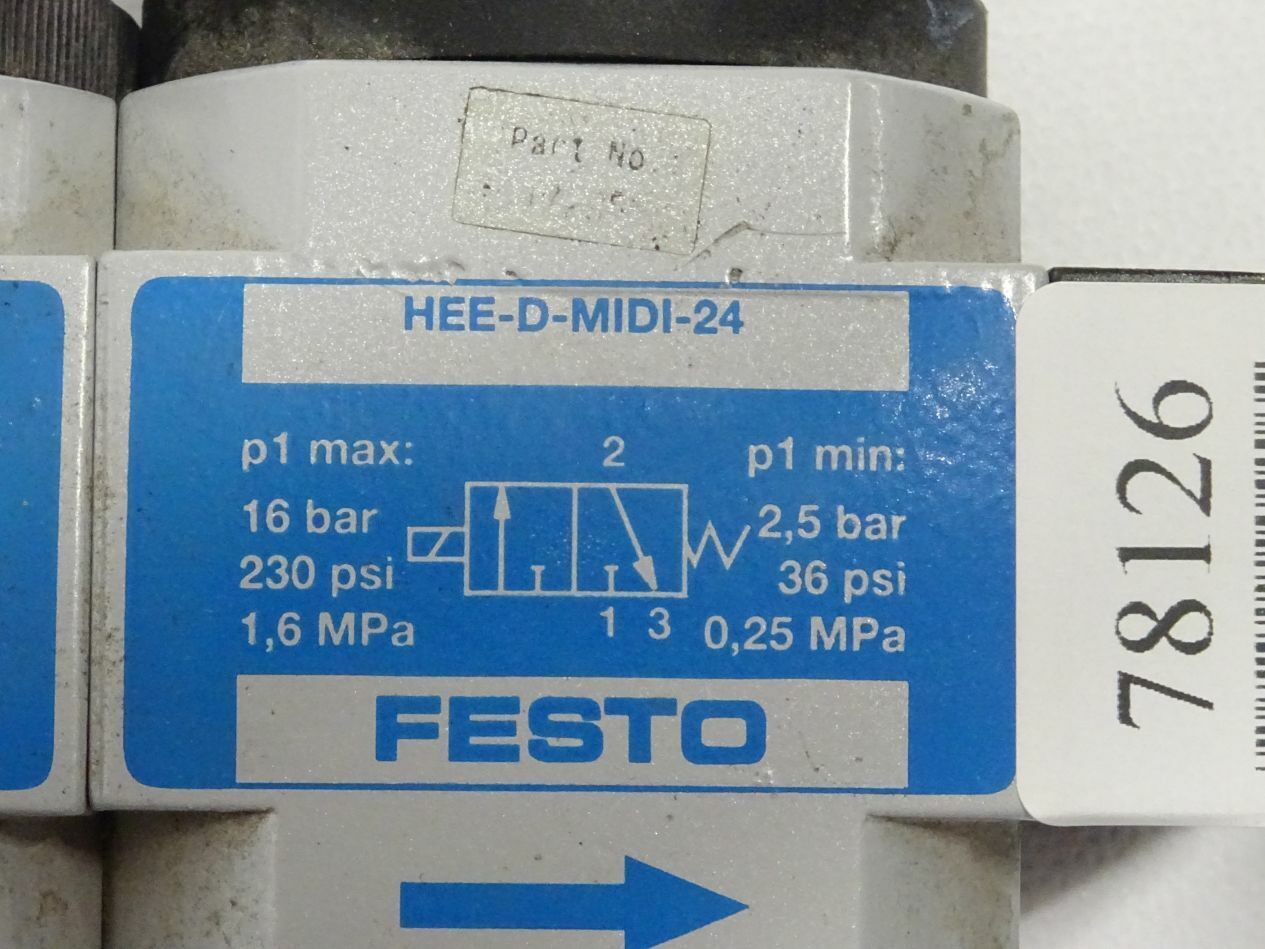 Part No.
HEE-D-MIDI-24
p1 max: 2 p1 min:
16 bar 2,5 bar
230 psi 36 psi
1,6 MPa 1 3 0,25 MPa
FESTO
78126